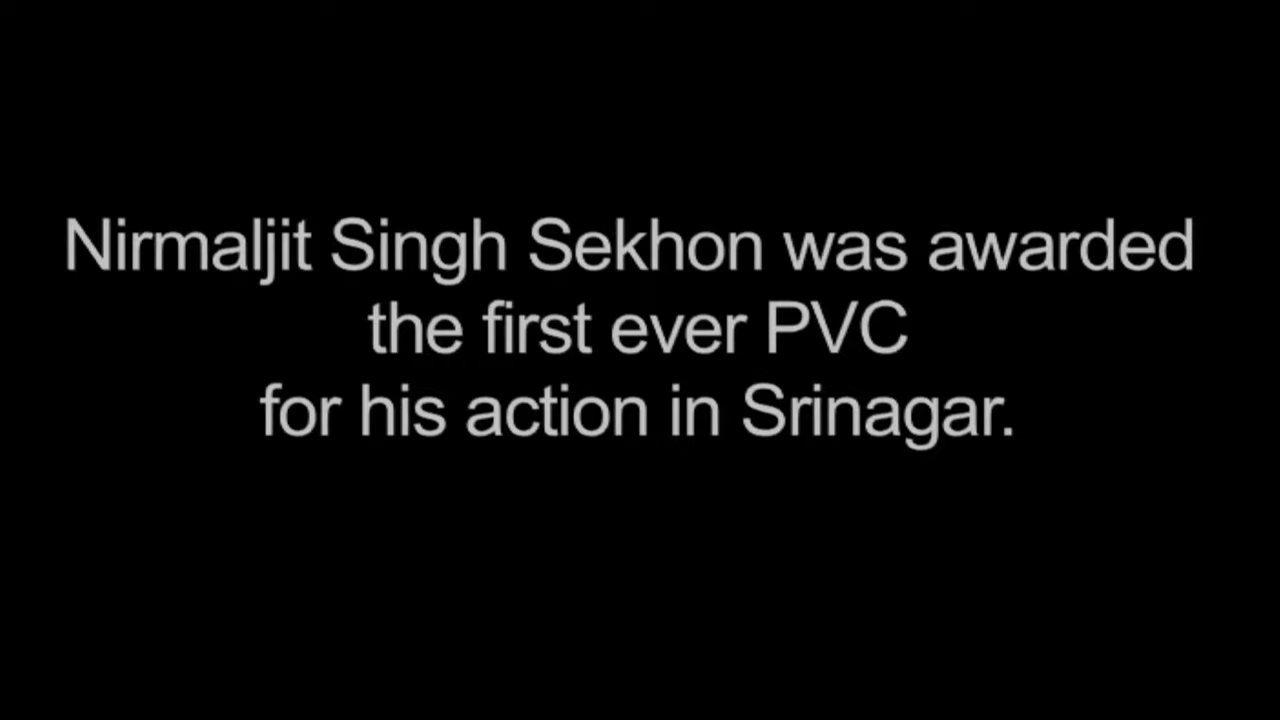 Nirmaljit Singh Sekhon was awarded
the first ever PVC
for his action in Srinagar.